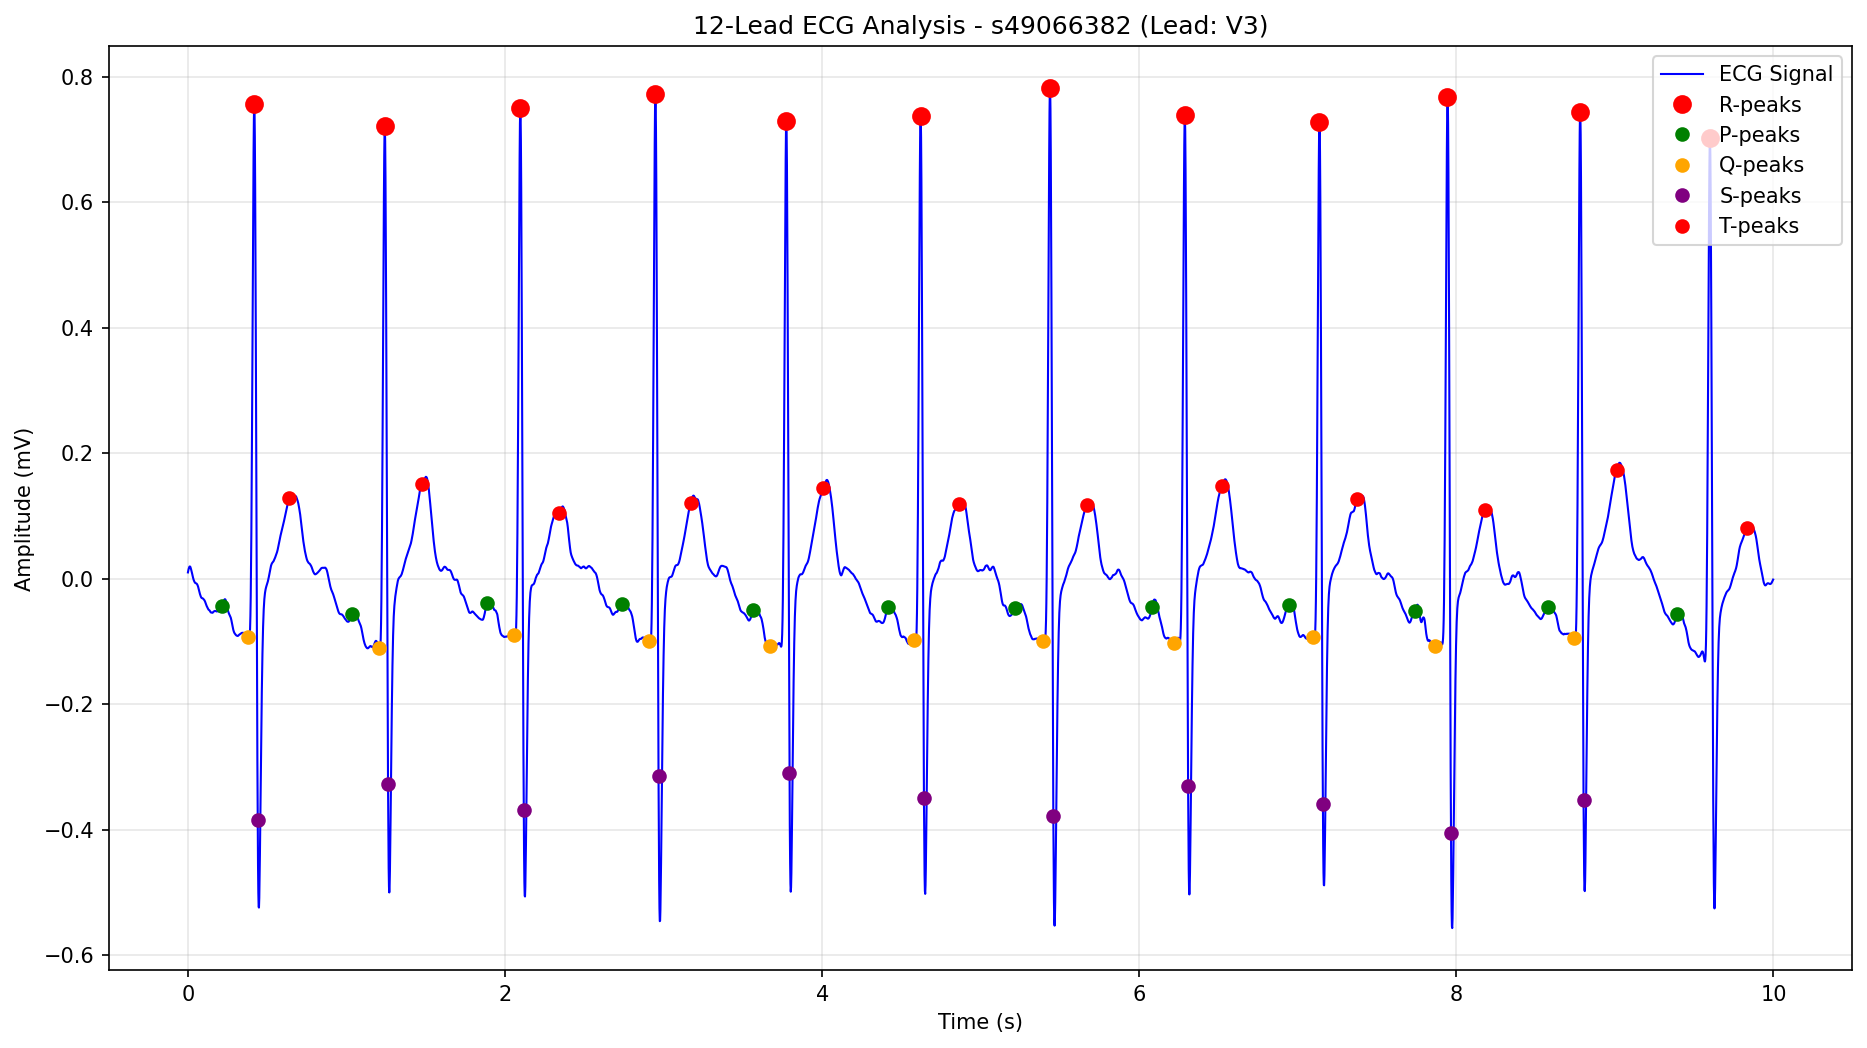 12-Lead ECG Analysis - s49066382 (Lead: V3)
ECG Signal
R-peaks
P-peaks
Q-peaks
S-peaks
T-peaks
Amplitude (mV)
0.8
0.6
0.4
0.2
0.0
−0.2
−0.4
−0.6
0 2 4 6 8 10
Time (s)